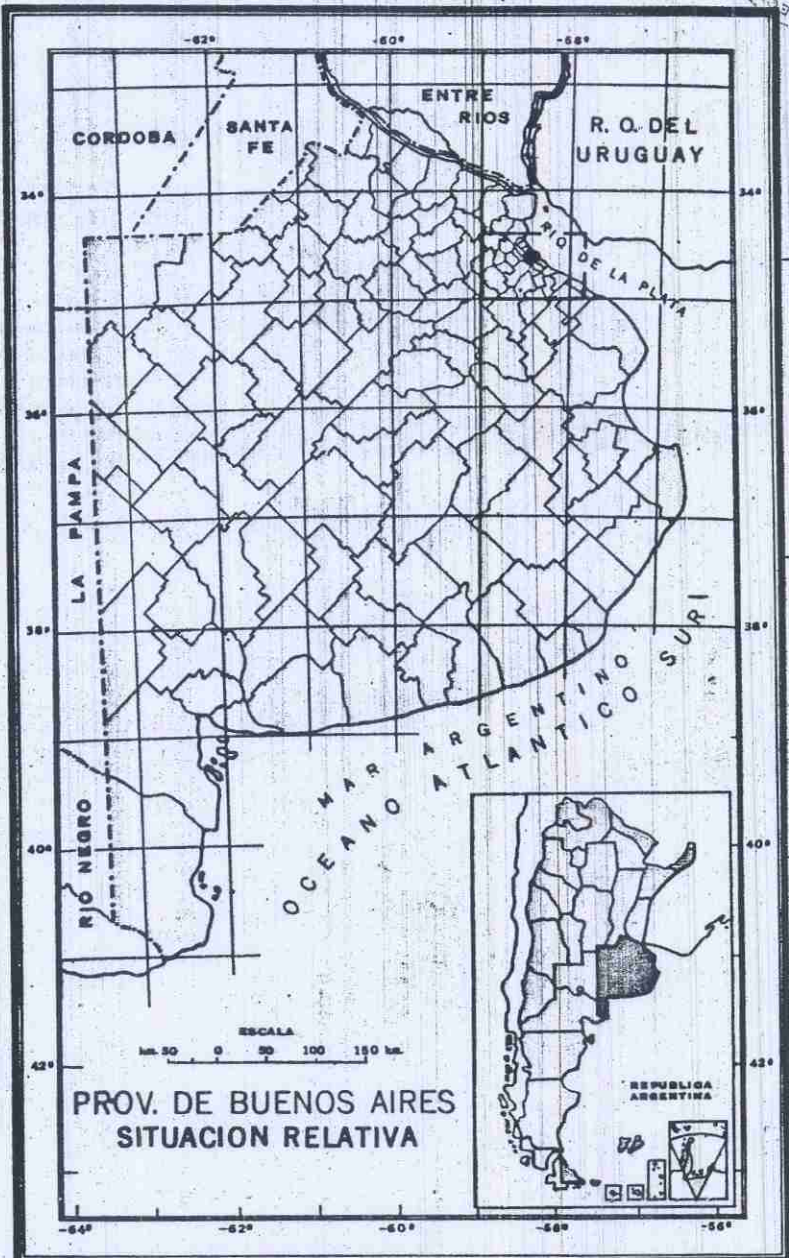 -62° -60° -58°
ENTRE
RIOS
CORDOBA
SANTA
FE
R. O. DEL
URUGUAY
34° 34°
RIO DE LA PLATA
36° 36°
LA PAMPA
38° 38°
MAR ARGENTINO
OCEANO ATLANTICO SUR
RIO NEGRO
40° 40°
ESCALA
km. 50 0 50 100 150 km.
42° 42°
PROV. DE BUENOS AIRES
SITUACION RELATIVA
REPUBLICA
ARGENTINA
-64° -62° -60° -58° -56°